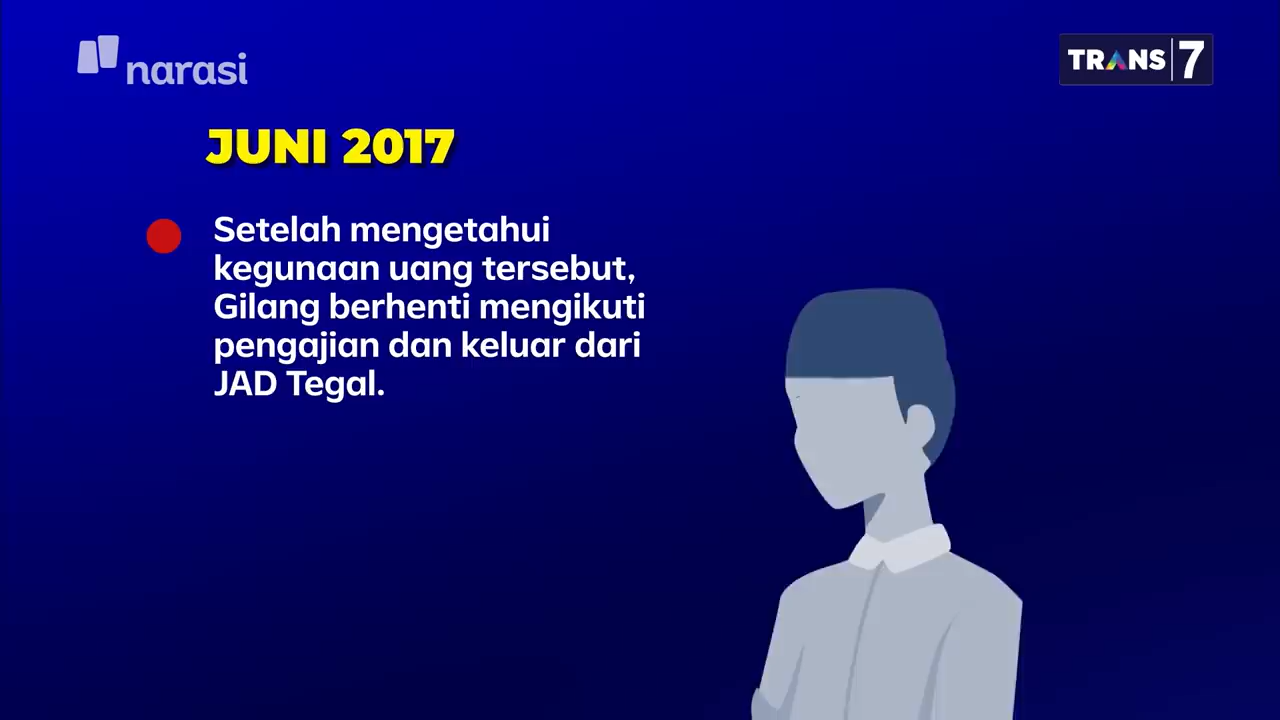 narasi
TRANS 7
JUNI 2017
Setelah mengetahui
kegunaan uang tersebut,
Gilang berhenti mengikuti
pengajian dan keluar dari
JAD Tegal.